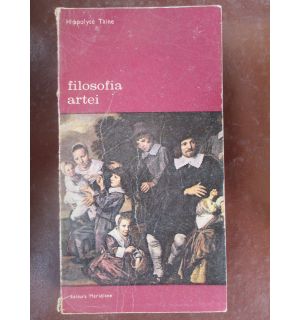 Hippolyte Taine
filosofia
artei
Editura Meridiane